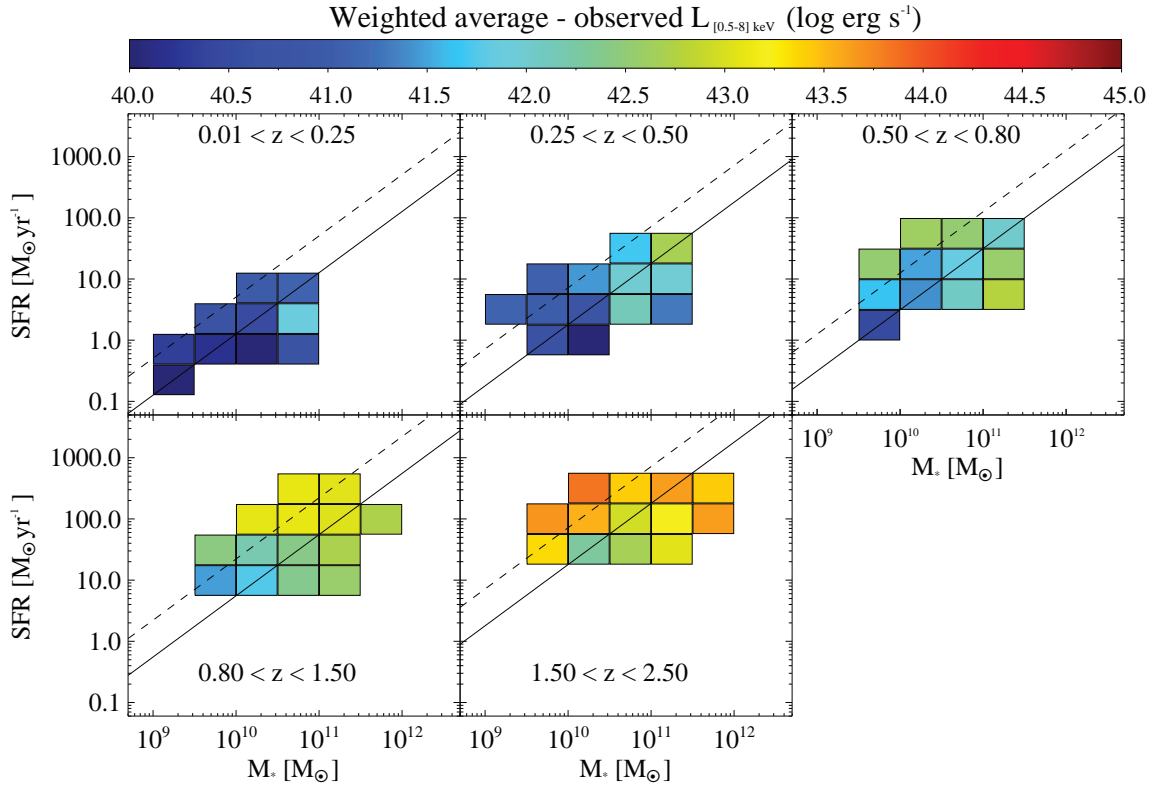 Weighted average - observed L[0.5-8] keV (log erg s⁻¹)
40.0 40.5 41.0 41.5 42.0 42.5 43.0 43.5 44.0 44.5 45.0
0.01 < z < 0.25
0.25 < z < 0.50
0.50 < z < 0.80
SFR [M☉ yr⁻¹]
1000.0
100.0
10.0
1.0
0.1
10⁹ 10¹⁰ 10¹¹ 10¹²
M* [M☉]
SFR [M☉ yr⁻¹]
1000.0
100.0
10.0
1.0
0.1
0.80 < z < 1.50
1.50 < z < 2.50
10⁹ 10¹⁰ 10¹¹ 10¹²
10⁹ 10¹⁰ 10¹¹ 10¹²
M* [M☉]
M* [M☉]